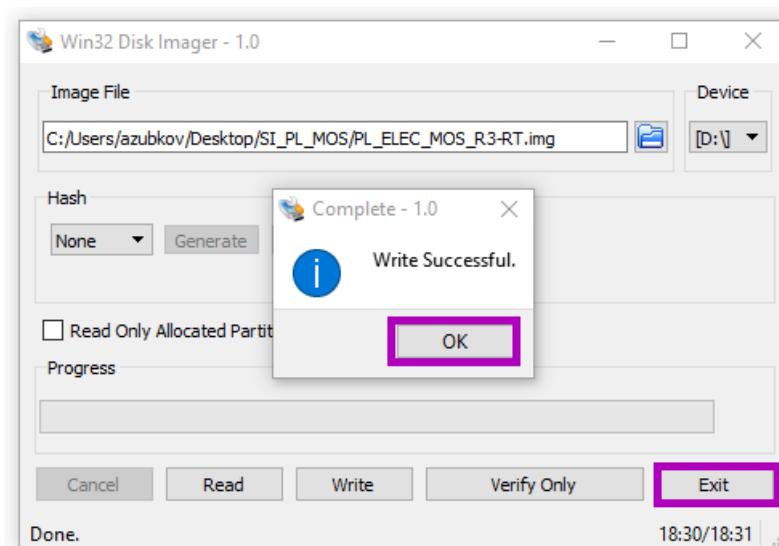 Win32 Disk Imager - 1.0
Image File
Device
C:/Users/azubkov/Desktop/SI_PL_MOS/PL_ELEC_MOS_R3-RT.img
[D:\]
Hash
None
Generate
Complete - 1.0
Write Successful.
OK
Read Only Allocated Partit
Progress
Cancel
Read
Write
Verify Only
Exit
Done.
18:30/18:31